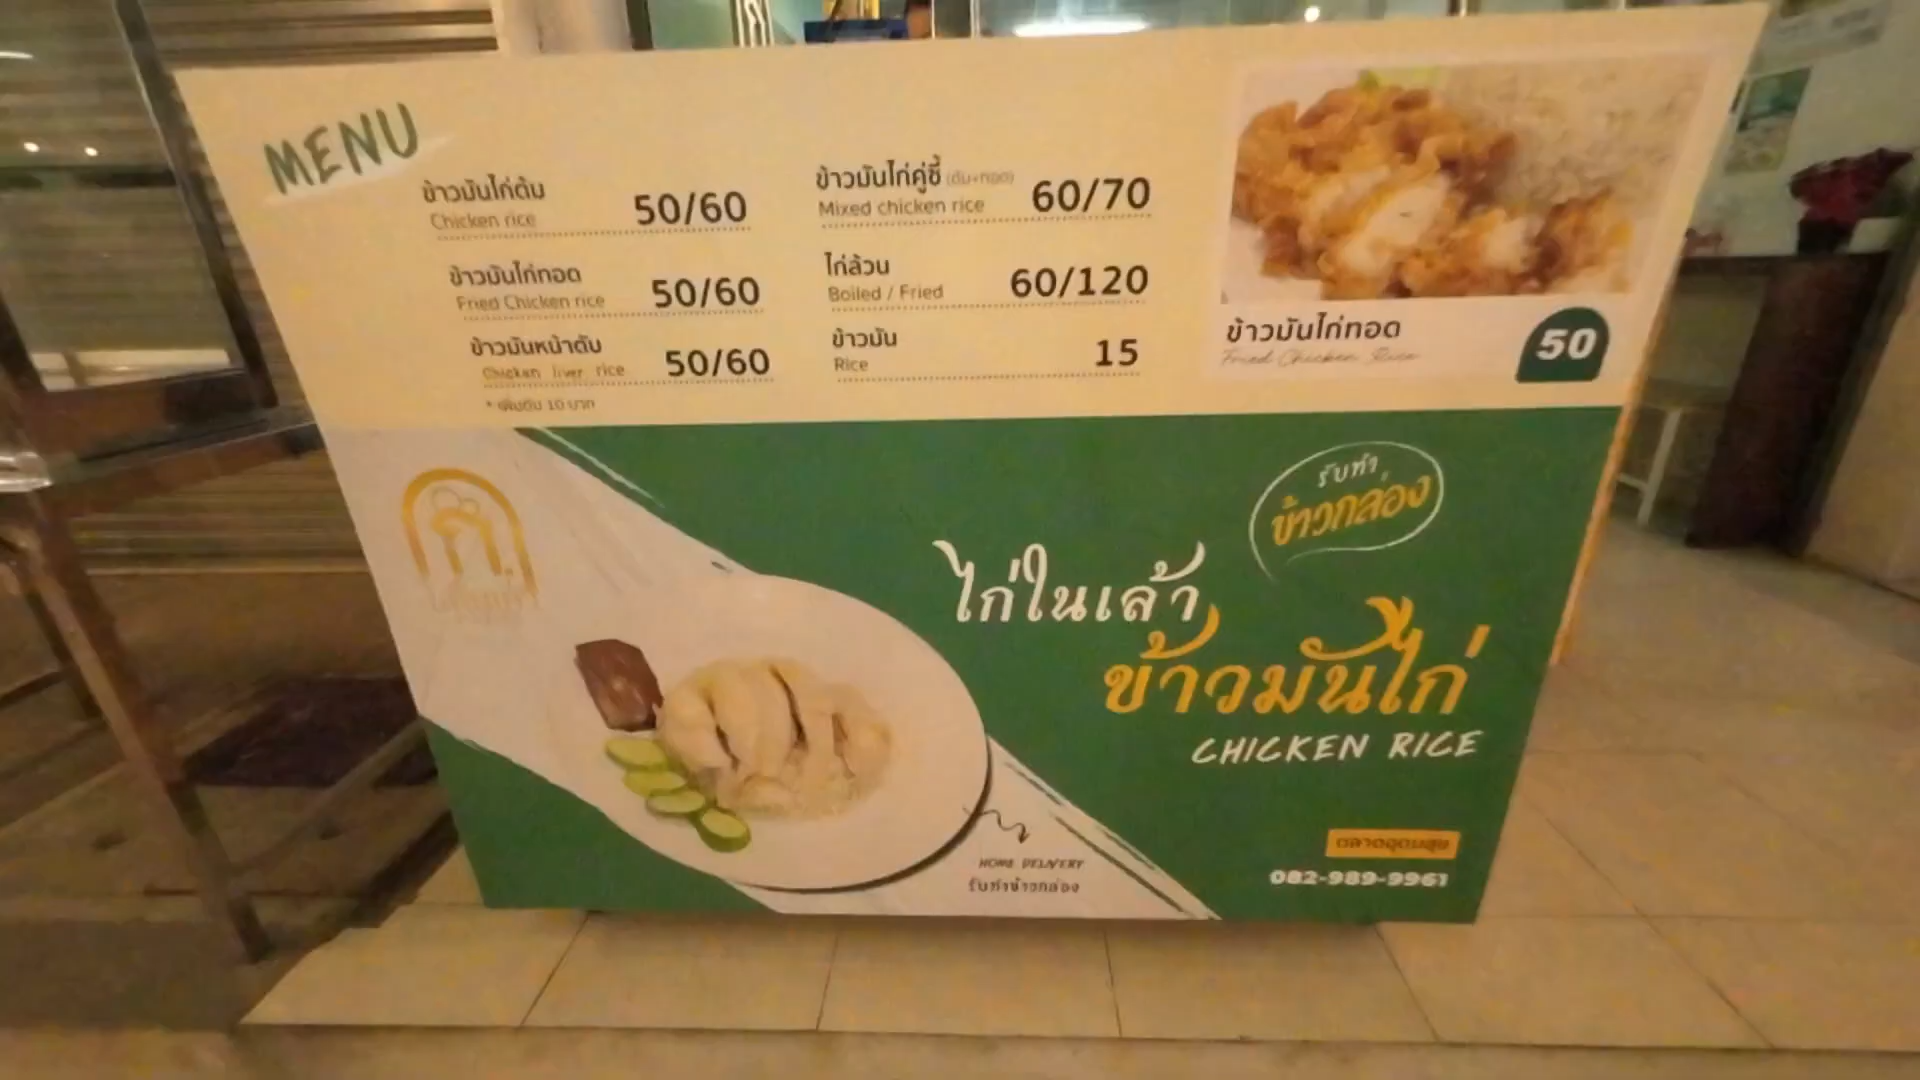 MENU
ข้าวมันไก่ต้ม
Chicken rice
50/60
ข้าวมันไก่ทอด
Fried Chicken rice
50/60
ข้าวมันหน้าตับ
Chicken liver rice
50/60
* เพิ่มตับ 10 บาท
ข้าวมันไก่คู่ซี้ (ต้ม+ทอด)
Mixed chicken rice
60/70
ไก่ล้วน
Boiled / Fried
60/120
ข้าวมัน
Rice
15
ข้าวมันไก่ทอด
Fried Chicken Rice
50
รับทำ
ข้าวกล่อง
ไก่ในเล้า
ข้าวมันไก่
CHICKEN RICE
HOME DELIVERY
รับทำข้าวกล่อง
ตลาดอุดมสุข
082-989-9961
ก.